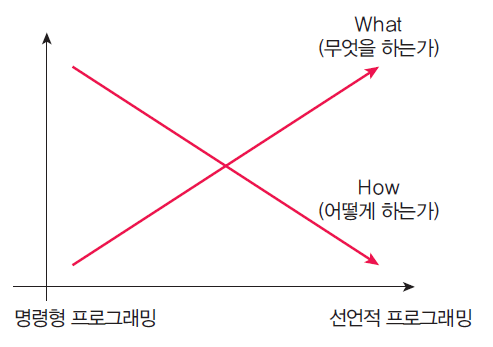 What
(무엇을 하는가)
How
(어떻게 하는가)
명령형 프로그래밍
선언적 프로그래밍